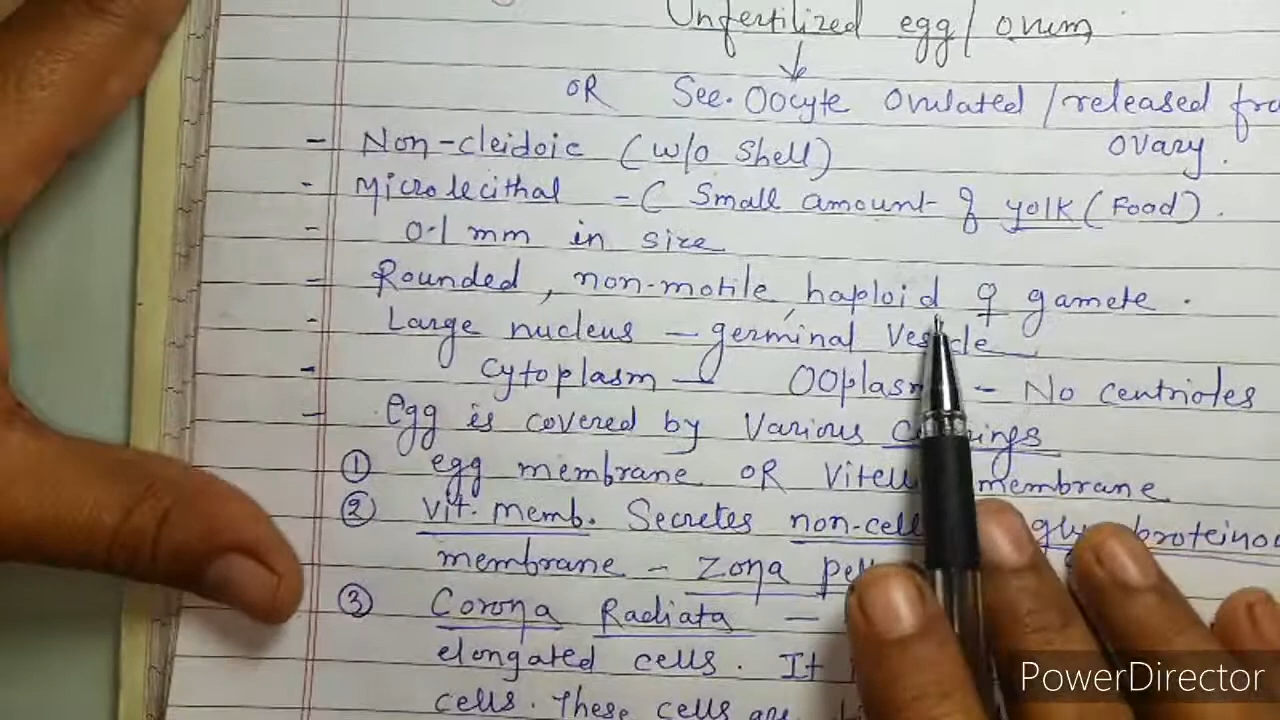 Unfertilized egg/ ovum
OR See. Oocyte Ovulated /released
ovary.
- Non-cleidoic (w/o Shell)
- Microlecithal - ( Small amount of yolk (Food).
- 0.1 mm in size
- Rounded, non-motile, haploid ♀ gamete.
- Large nucleus - germinal
- Cytoplasm - - No centrioles
- egg is covered by Various
① egg membrane OR membrane
② Vit. memb. Secretes
membrane - Zona
③ Corona Radiata -
elongated cells. It
cells. These cells are
PowerDirector